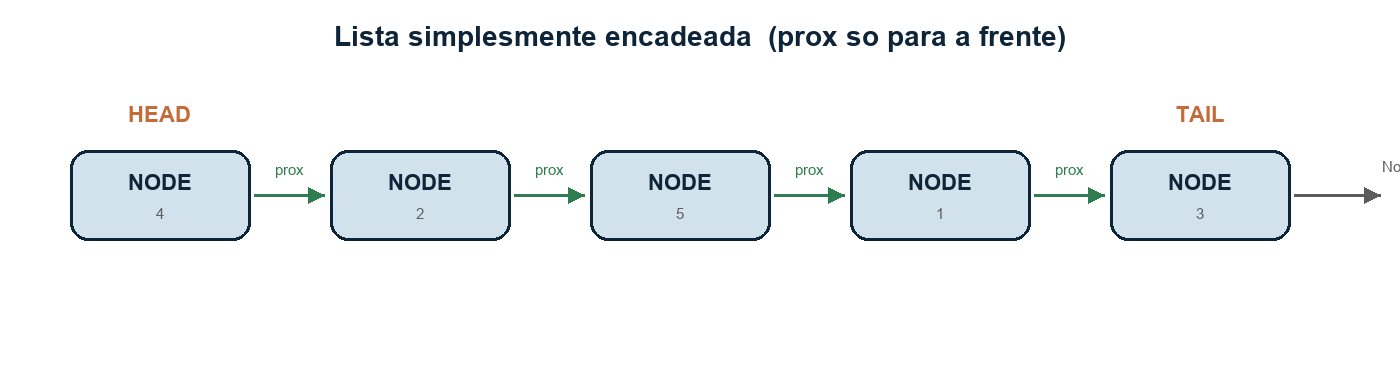 Lista simplesmente encadeada (prox so para a frente)
HEAD
TAIL
prox
prox
prox
prox
NODE
NODE
NODE
NODE
NODE
4
2
5
1
3